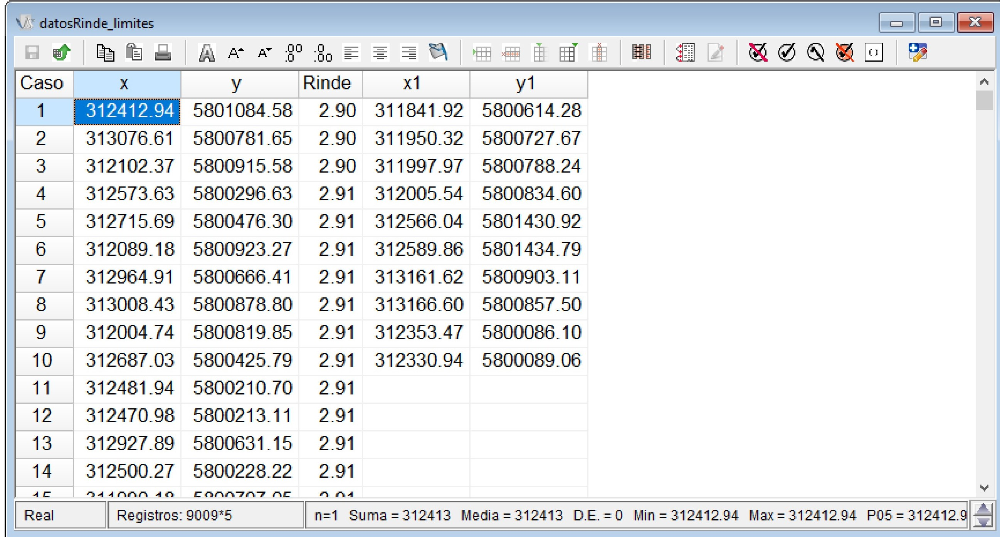 datosRinde_limites
Caso x y Rinde x1 y1
1 312412.94 5801084.58 2.90 311841.92 5800614.28
2 313076.61 5800781.65 2.90 311950.32 5800727.67
3 312102.37 5800915.58 2.90 311997.97 5800788.24
4 312573.63 5800296.63 2.91 312005.54 5800834.60
5 312715.69 5800476.30 2.91 312566.04 5801430.92
6 312089.18 5800923.27 2.91 312589.86 5801434.79
7 312964.91 5800666.41 2.91 313161.62 5800903.11
8 313008.43 5800878.80 2.91 313166.60 5800857.50
9 312004.74 5800819.85 2.91 312353.47 5800086.10
10 312687.03 5800425.79 2.91 312330.94 5800089.06
11 312481.94 5800210.70 2.91
12 312470.98 5800213.11 2.91
13 312927.89 5800631.15 2.91
14 312500.27 5800228.22 2.91
15
Real Registros: 9009*5 n=1 Suma = 312413 Media = 312413 D.E. = 0 Min = 312412.94 Max = 312412.94 P05 = 312412.9